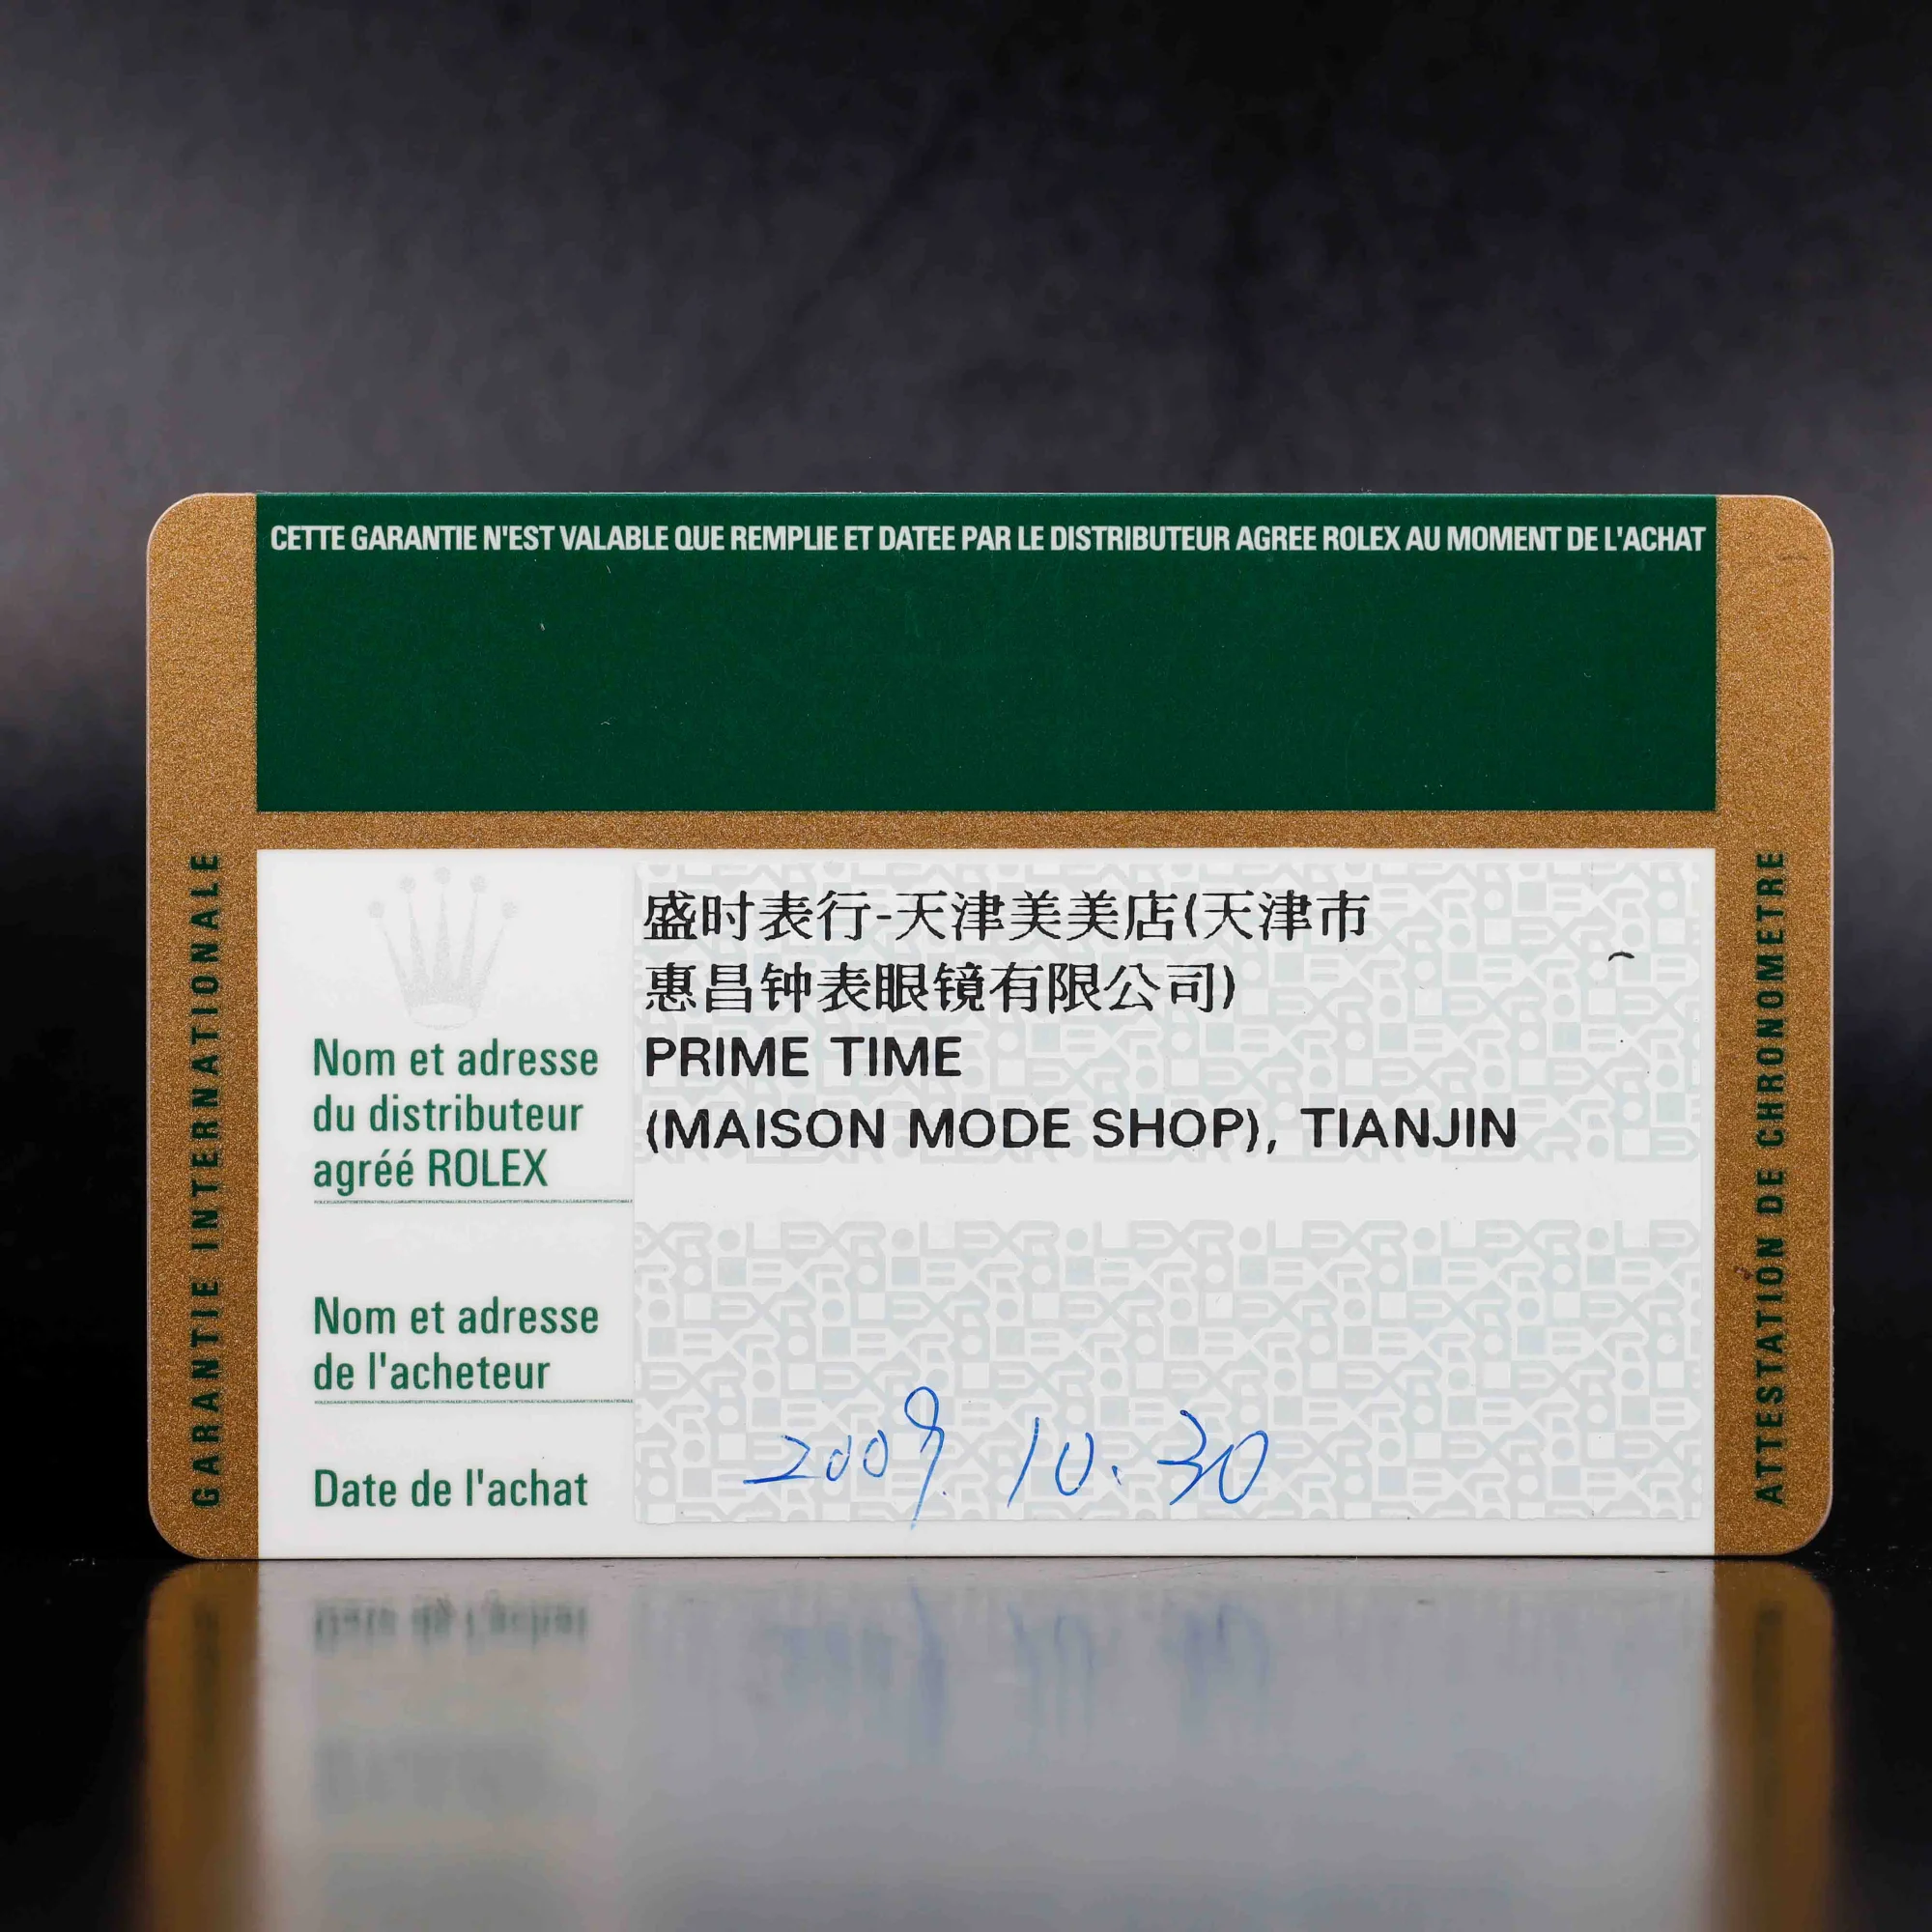 CETTE GARANTIE N'EST VALABLE QUE REMPLIE ET DATEE PAR LE DISTRIBUTEUR AGREE ROLEX AU MOMENT DE L'ACHAT
GARANTIE INTERNATIONALE
盛时表行-天津美美店(天津市
惠昌钟表眼镜有限公司)
PRIME TIME
(MAISON MODE SHOP), TIANJIN
Nom et adresse
du distributeur
agréé ROLEX
Nom et adresse
de l'acheteur
Date de l'achat
2009. 10. 30
ATTESTATION DE CHRONOMETRE